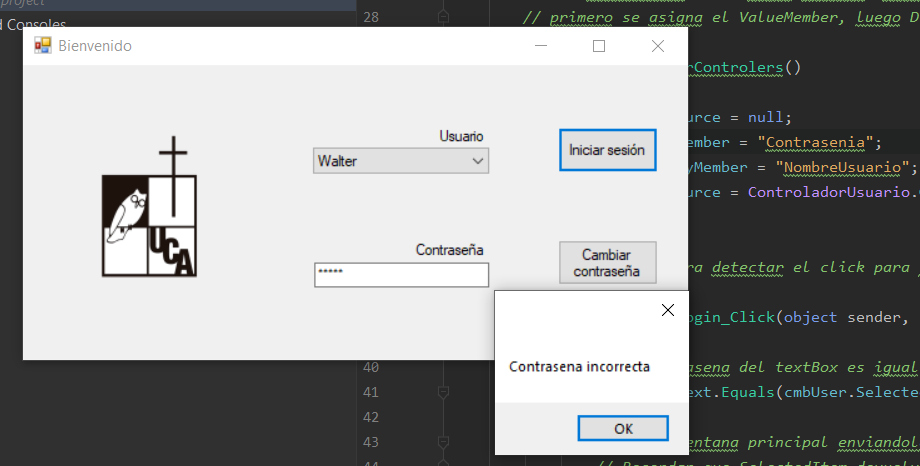 project
d Consoles
28
// primero se asigna el ValueMember, luego D
Bienvenido
rControlers()
urce = null;
ember = "Contrasenia";
yMember = "NombreUsuario";
urce = ControladorUsuario.
Usuario
Walter
Iniciar sesión
UCA
Contraseña
*****
Cambiar
contraseña
ra detectar el click para
ogin_Click(object sender,
Contrasena incorrecta
OK
40
asena del textBox es igual
41
ext.Equals(cmbUser.Selecte
42
43
entana principal enviandol